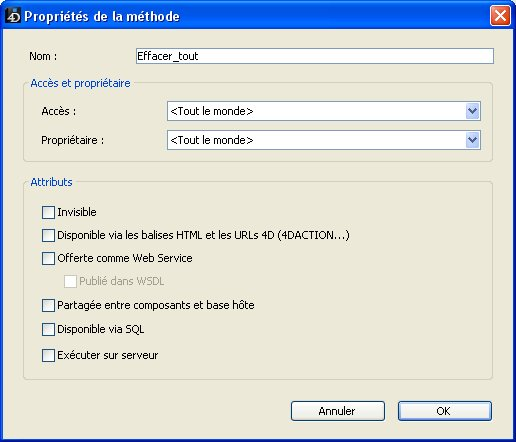 4D Propriétés de la méthode
Nom :
Effacer_tout
Accès et propriétaire
Accès :
<Tout le monde>
Propriétaire :
<Tout le monde>
Attributs
Invisible
Disponible via les balises HTML et les URLs 4D (4DACTION...)
Offerte comme Web Service
Publié dans WSDL
Partagée entre composants et base hôte
Disponible via SQL
Exécuter sur serveur
Annuler
OK